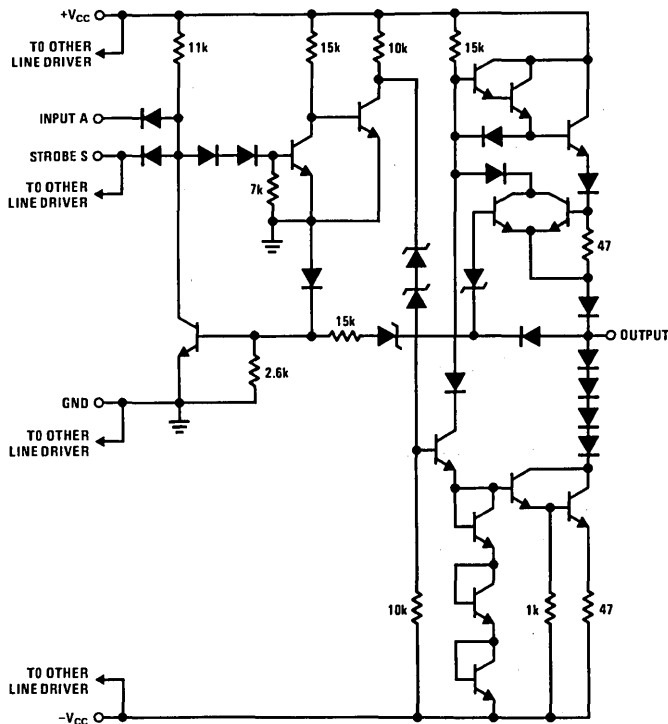 +VCC
TO OTHER
LINE DRIVER
11k
15k
10k
15k
INPUT A
STROBE S
TO OTHER
LINE DRIVER
7k
47
15k
OUTPUT
2.6k
GND
TO OTHER
LINE DRIVER
10k
1k
47
TO OTHER
LINE DRIVER
−VCC